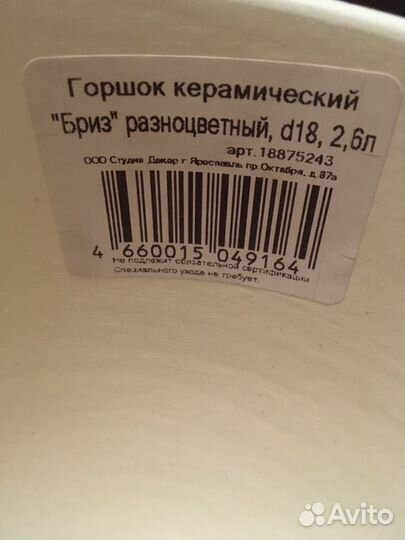 Горшок керамический
"Бриз" разноцветный, d18, 2,6л
арт.18875243
ООО Студия Декор г Ярославль пр.Октября, д.87а
4 660015 049164
Не подлежит обязательной сертификации
Специального ухода не требует.
Avito